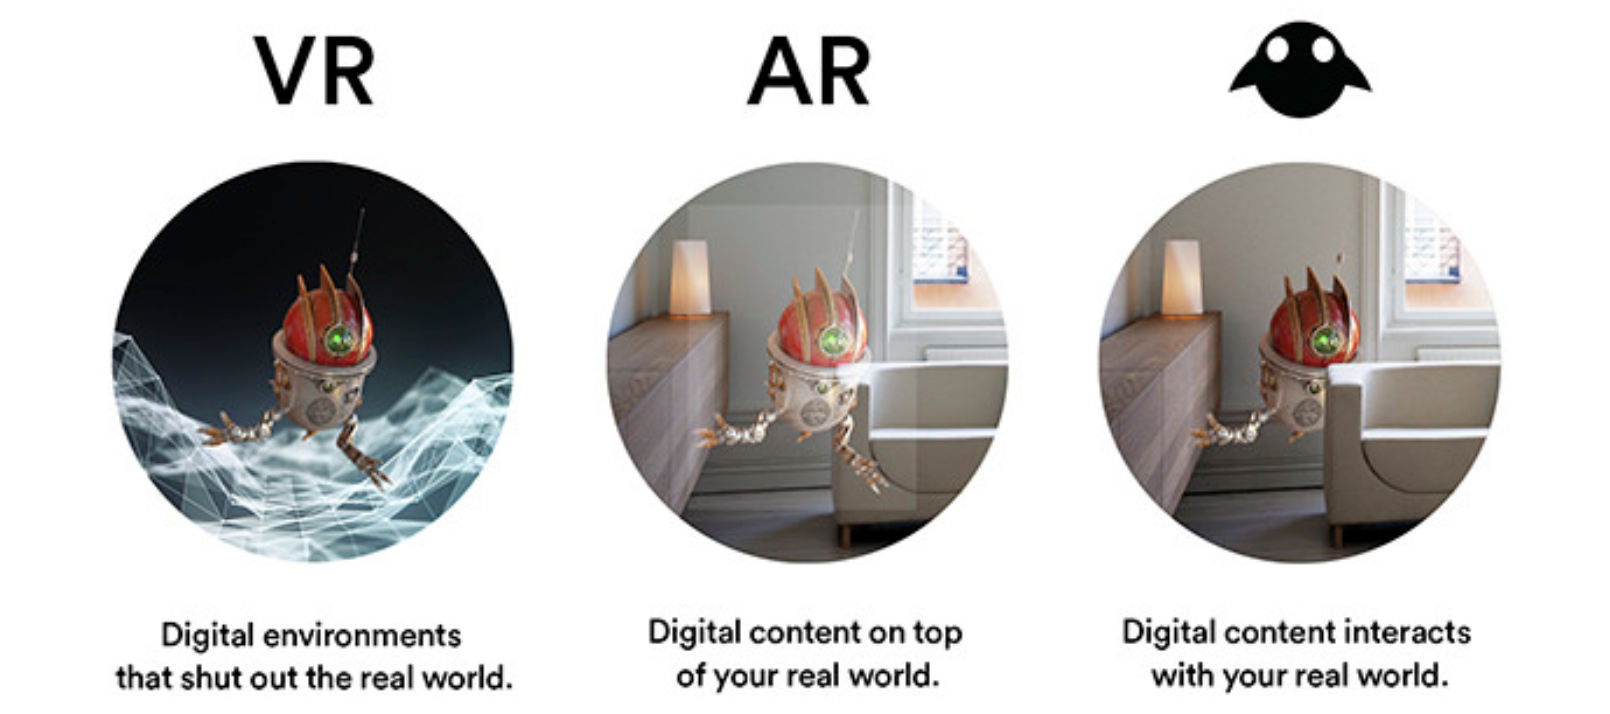 VR
AR
Digital environments
that shut out the real world.
Digital content on top
of your real world.
Digital content interacts
with your real world.